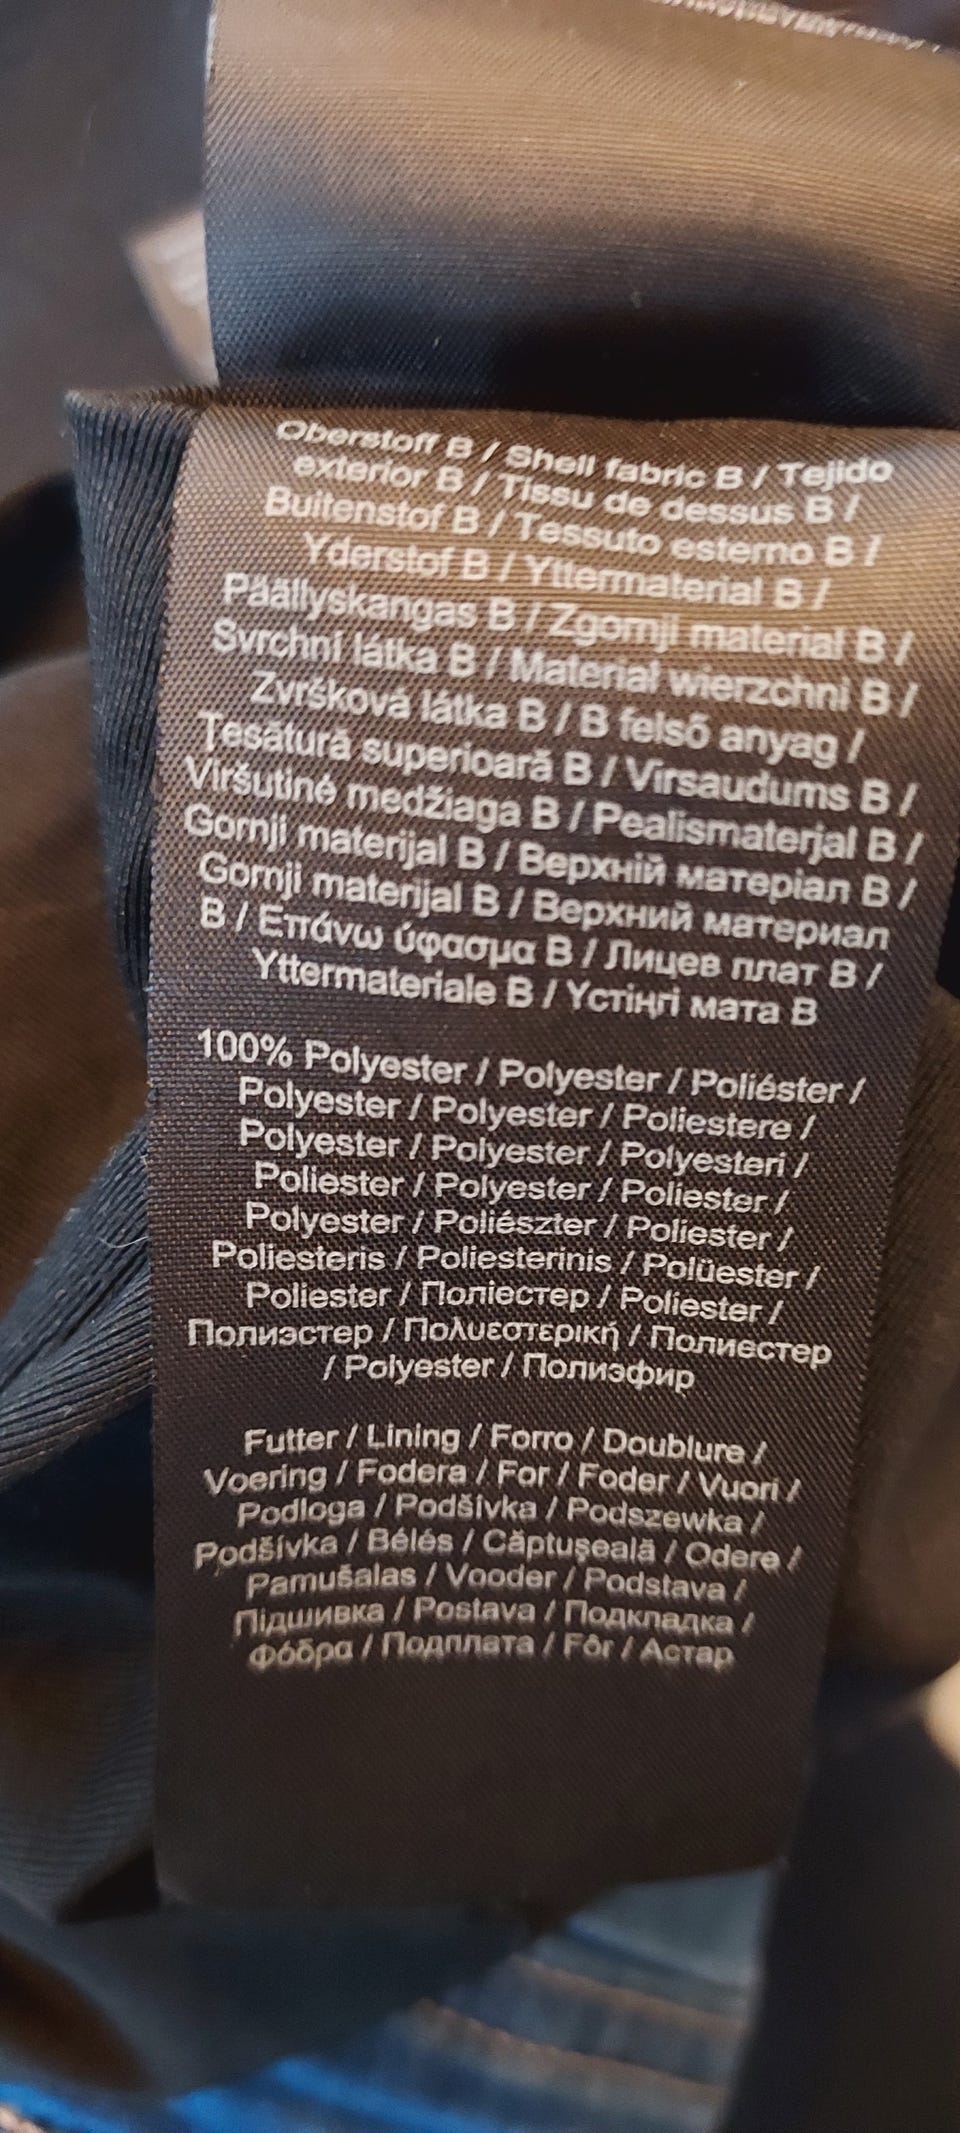 Oberstoff B / Shell fabric B / Tejido
exterior B / Tissu de dessus B /
Buitenstof B / Tessuto esterno B /
Yderstof B / Yttermaterial B /
Päällyskangas B / Zgornji material B /
Svrchní látka B / Materiał wierzchni B /
Zvršková látka B / B felső anyag /
Țesătură superioară B / Virsaudums B /
Viršutinė medžiaga B / Pealismaterjal B /
Gornji materijal B / Верхній матеріал B /
Gornji materijal B / Верхний материал
B / Επάνω ύφασμα B / Лицев плат B /
Yttermateriale B / Үстіңгі мата B
100% Polyester / Polyester / Poliéster /
Polyester / Polyester / Poliestere /
Polyester / Polyester / Polyesteri /
Poliester / Polyester / Poliester /
Polyester / Poliészter / Poliester /
Poliesteris / Poliesterinis / Polüester /
Poliester / Поліестер / Poliester /
Полиэстер / Πολυεστερική / Полиестер
/ Polyester / Полиэфир
Futter / Lining / Forro / Doublure /
Voering / Fodera / For / Foder / Vuori /
Podloga / Podšívka / Podszewka /
Podšívka / Bélés / Căptușeală / Odere /
Pamušalas / Vooder / Podstava /
Підшивка / Postava / Подкладка /
Φόδρα / Подплата / Fôr / Астар